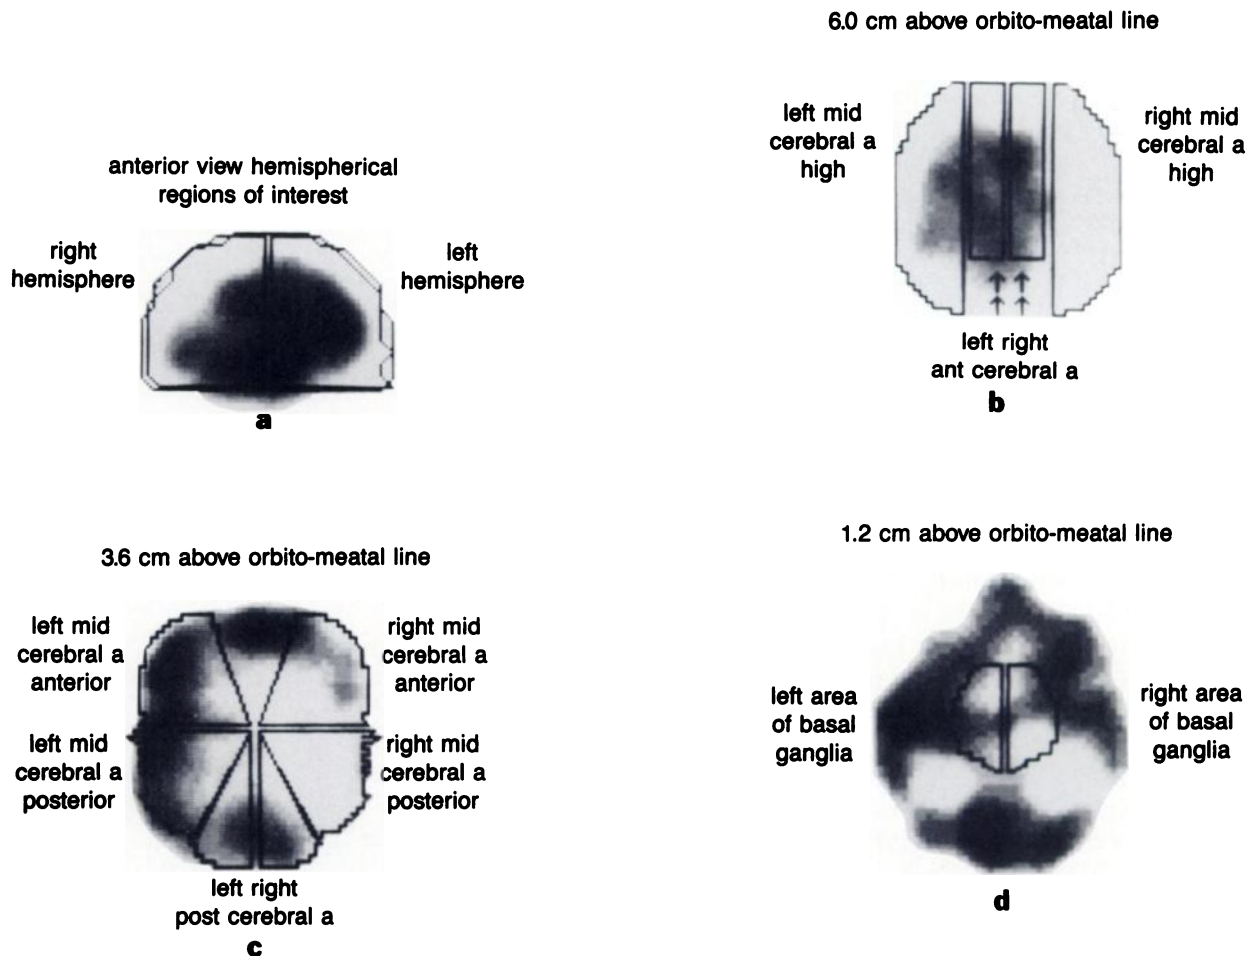 anterior view hemispherical
regions of interest
right
hemisphere
left
hemisphere
a
6.0 cm above orbito-meatal line
left mid
cerebral a
high
right mid
cerebral a
high
left right
ant cerebral a
b
3.6 cm above orbito-meatal line
left mid
cerebral a
anterior
right mid
cerebral a
anterior
left mid
cerebral a
posterior
right mid
cerebral a
posterior
left right
post cerebral a
c
1.2 cm above orbito-meatal line
left area
of basal
ganglia
right area
of basal
ganglia
d